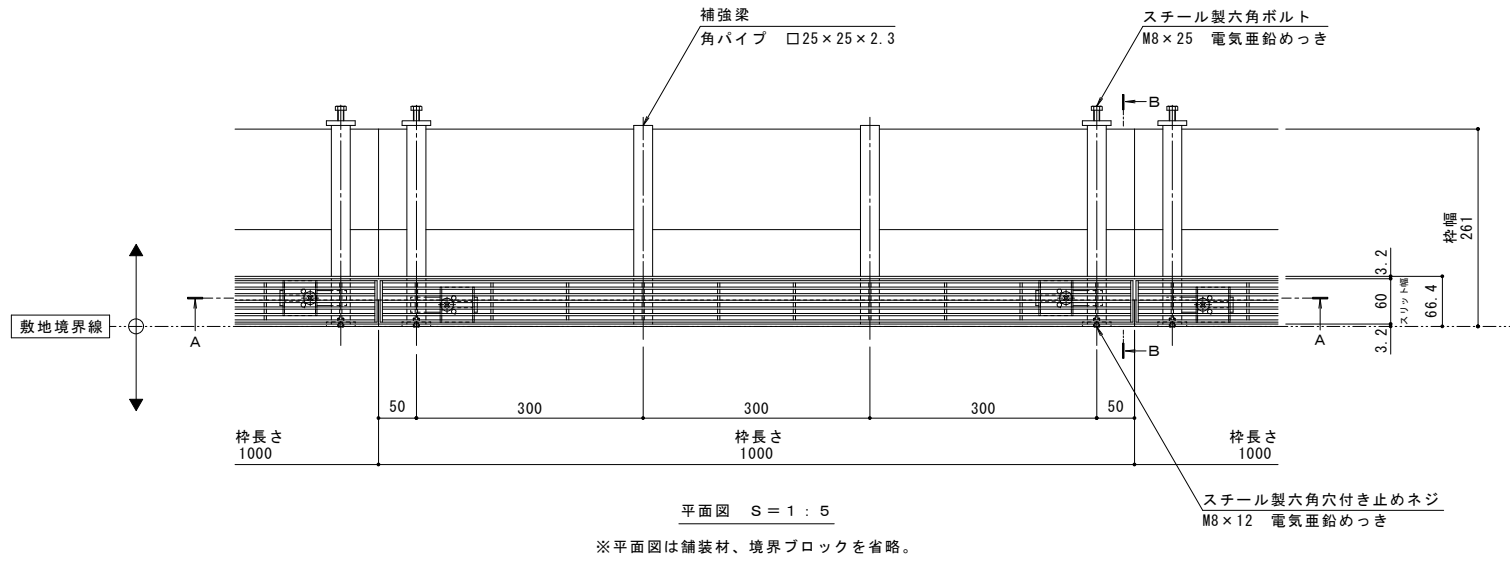 補強梁
角パイプ　□25×25×2.3
スチール製六角ボルト
M8×25　電気亜鉛めっき
B
枠幅
261
3.2
60
スリット幅
66.4
3.2
敷地境界線
A
A
B
50
300
300
300
50
枠長さ
1000
枠長さ
1000
枠長さ
1000
スチール製六角穴付き止めネジ
M8×12　電気亜鉛めっき
平面図　S＝1：5
※平面図は舗装材、境界ブロックを省略。